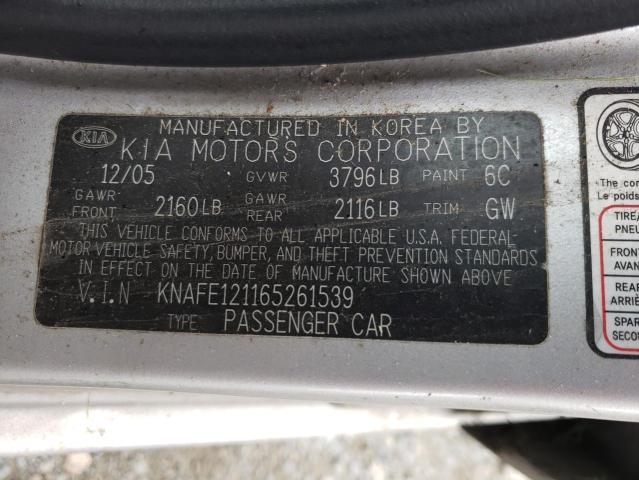 MANUFACTURED IN KOREA BY
KIA KIA MOTORS CORPORATION
12/05 GVWR 3796LB PAINT 6C
GAWR FRONT 2160LB GAWR REAR 2116LB TRIM GW
THIS VEHICLE CONFORMS TO ALL APPLICABLE U.S.A. FEDERAL
MOTOR VEHICLE SAFETY, BUMPER, AND THEFT PREVENTION STANDARDS
IN EFFECT ON THE DATE OF MANUFACTURE SHOWN ABOVE
V.I.N KNAFE121165261539
TYPE PASSENGER CAR
The com
Le poids
TIRE/
PNEU
FRONT
AVAN
REAR
ARRIÈR
SPAR
SECOU